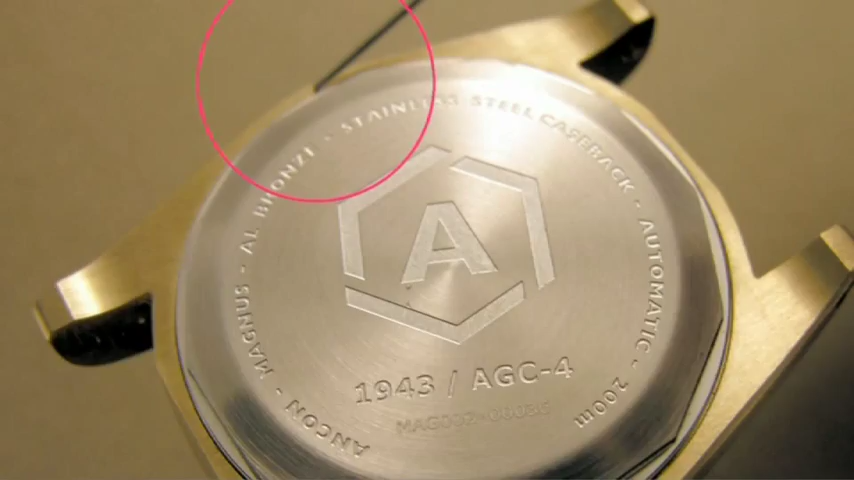 ANCON - MAGNUS - AL BRONZE - STAINLESS STEEL CASEBACK - AUTOMATIC - 200m
A
1943 / AGC-4